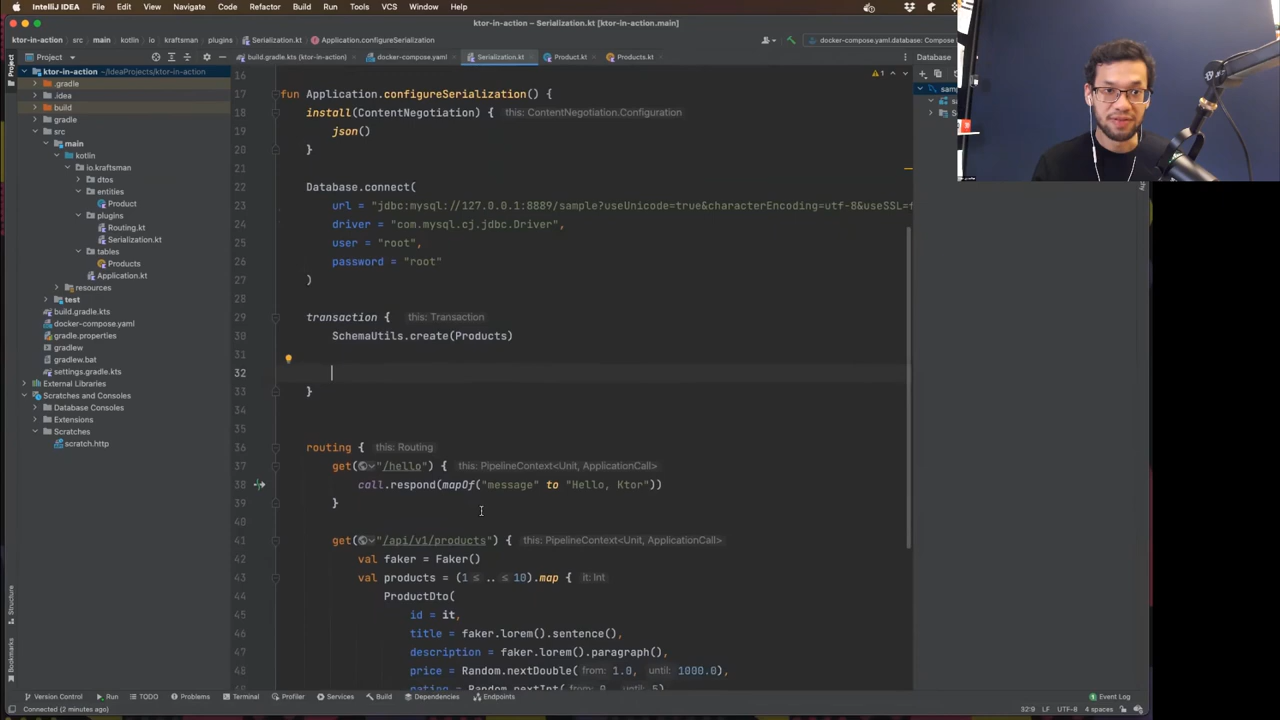 IntelliJ IDEA File Edit View Navigate Code Refactor Build Run Tools VCS Window Help
ktor-in-action – Serialization.kt [ktor-in-action.main]
ktor-in-action src main kotlin io kraftsman plugins Serialization.kt Application.configureSerialization docker-compose.yaml: Compose
Project
Project build.gradle.kts (ktor-in-action) docker-compose.yaml Serialization.kt Product.kt Products.kt Database
ktor-in-action ~/IdeaProjects/ktor-in-action
.gradle
.idea
build
gradle
src
main
kotlin
io.kraftsman
dtos
entities
Product
plugins
Routing.kt
Serialization.kt
tables
Products
Application.kt
resources
test
build.gradle.kts
docker-compose.yaml
gradle.properties
gradlew
gradlew.bat
settings.gradle.kts
External Libraries
Scratches and Consoles
Database Consoles
Extensions
Scratches
scratch.http
16
17 fun Application.configureSerialization() {
18 install(ContentNegotiation) { this: ContentNegotiation.Configuration
19 json()
20 }
21
22 Database.connect(
23 url = "jdbc:mysql://127.0.0.1:8889/sample?useUnicode=true&characterEncoding=utf-8&useSSL=f
24 driver = "com.mysql.cj.jdbc.Driver",
25 user = "root",
26 password = "root"
27 )
28
29 transaction { this: Transaction
30 SchemaUtils.create(Products)
31
32
33 }
34
35
36 routing { this: Routing
37 get("/hello") { this: PipelineContext<Unit, ApplicationCall>
38 call.respond(mapOf("message" to "Hello, Ktor"))
39 }
40
41 get("/api/v1/products") { this: PipelineContext<Unit, ApplicationCall>
42 val faker = Faker()
43 val products = (1 ≤ .. ≤ 10).map { it: Int
44 ProductDto(
45 id = it,
46 title = faker.lorem().sentence(),
47 description = faker.lorem().paragraph(),
48 price = Random.nextDouble( from: 1.0, until: 1000.0)
rating = Random.nextInt( from: 0, until: 5)
1
Structure
Bookmarks
Version Control Run TODO Problems Terminal Profiler Services Build Dependencies Endpoints Event Log
Connected (2 minutes ago) 32:9 LF UTF-8 4 spaces